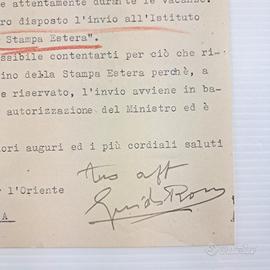 e attentamente durante le vacanze.
ro disposto l'invio all'Istituto
Stampa Estera".
ssibile contentarti per ciò che ri-
ino della Stampa Estera perchè, a
e riservato, l'invio avviene in ba-
autorizzazione del Ministro ed è
ori auguri ed i più cordiali saluti
tuo aff
r l'Oriente
A
subito